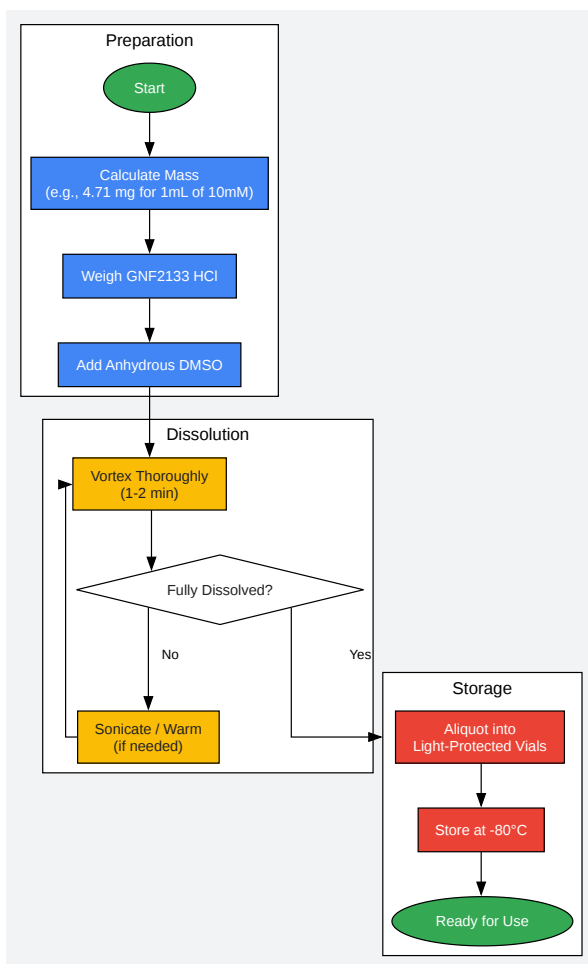 Preparation
Start
Calculate Mass
(e.g., 4.71 mg for 1mL of 10mM)
Weigh GNF2133 HCl
Add Anhydrous DMSO
Dissolution
Vortex Thoroughly
(1-2 min)
Fully Dissolved?
No
Yes
Sonicate / Warm
(if needed)
Storage
Aliquot into
Light-Protected Vials
Store at -80°C
Ready for Use